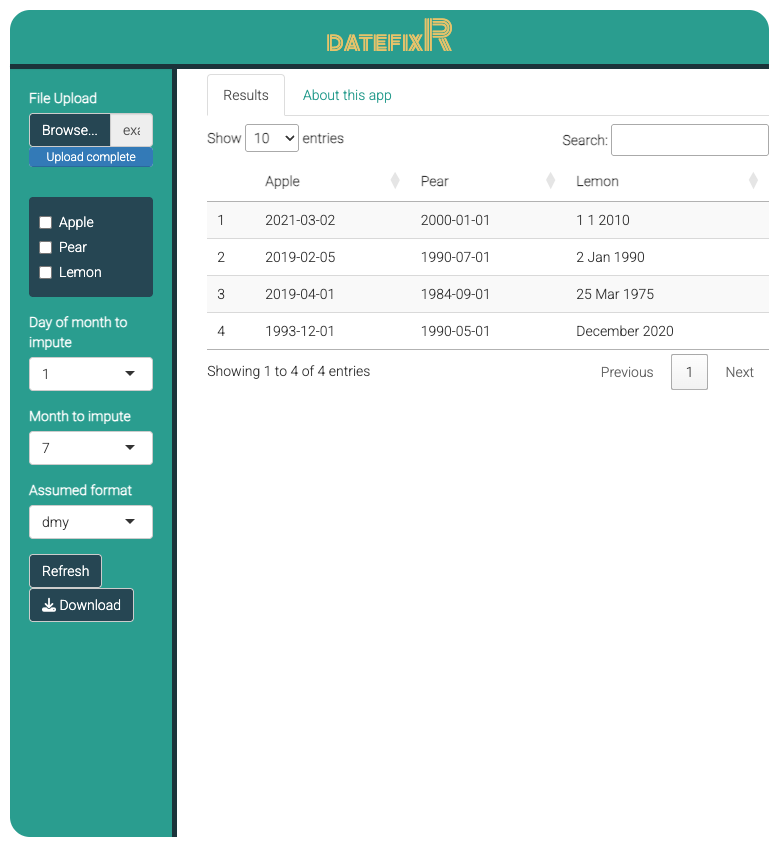 DATEFIXR
File Upload
Browse... exa
Upload complete
Apple
Pear
Lemon
Day of month to
impute
1
Month to impute
7
Assumed format
dmy
Refresh
Download
Results About this app
Show 10 entries Search:
Apple Pear Lemon
1 2021-03-02 2000-01-01 1 1 2010
2 2019-02-05 1990-07-01 2 Jan 1990
3 2019-04-01 1984-09-01 25 Mar 1975
4 1993-12-01 1990-05-01 December 2020
Showing 1 to 4 of 4 entries Previous 1 Next